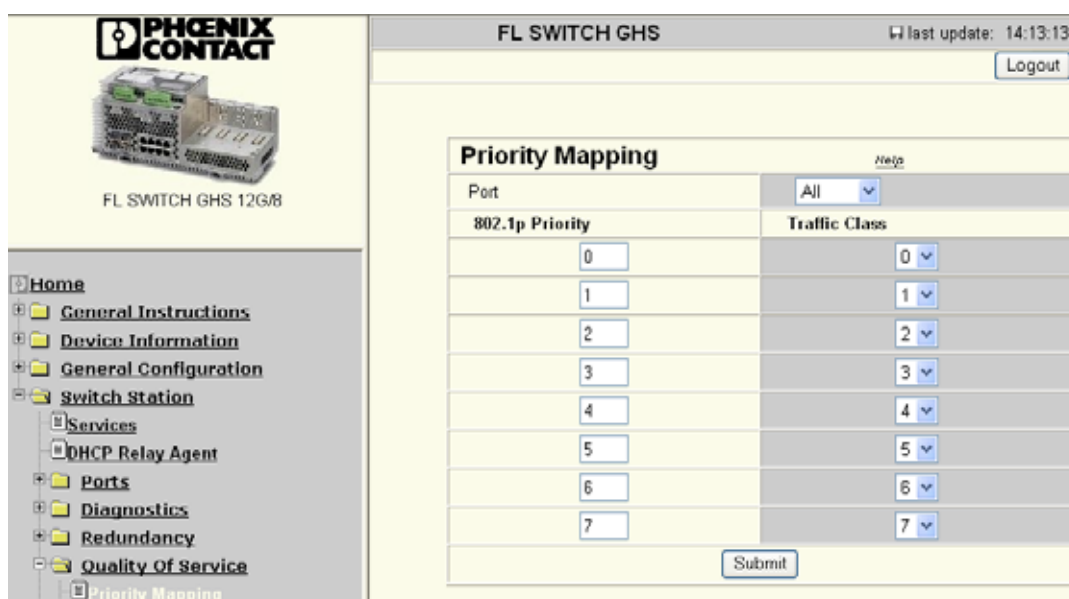 PHŒNIX
CONTACT
FL SWITCH GHS 12G/8
Home
General Instructions
Device Information
General Configuration
Switch Station
Services
DHCP Relay Agent
Ports
Diagnostics
Redundancy
Quality Of Service
Priority Mapping
FL SWITCH GHS
last update: 14:13:13
Logout
Priority Mapping
Help
Port All
802.1p Priority Traffic Class
0 0
1 1
2 2
3 3
4 4
5 5
6 6
7 7
Submit